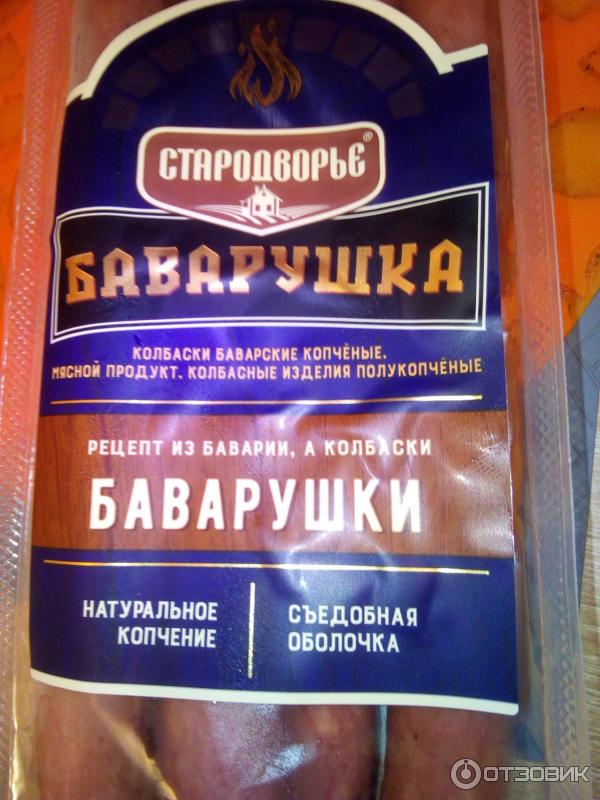 СТАРОДВОРЬЕ®
БАВАРУШКА
КОЛБАСКИ БАВАРСКИЕ КОПЧЁНЫЕ.
МЯСНОЙ ПРОДУКТ. КОЛБАСНЫЕ ИЗДЕЛИЯ ПОЛУКОПЧЁНЫЕ
РЕЦЕПТ ИЗ БАВАРИИ, А КОЛБАСКИ
БАВАРУШКИ
НАТУРАЛЬНОЕ
КОПЧЕНИЕ
СЪЕДОБНАЯ
ОБОЛОЧКА
ОТЗОВИК